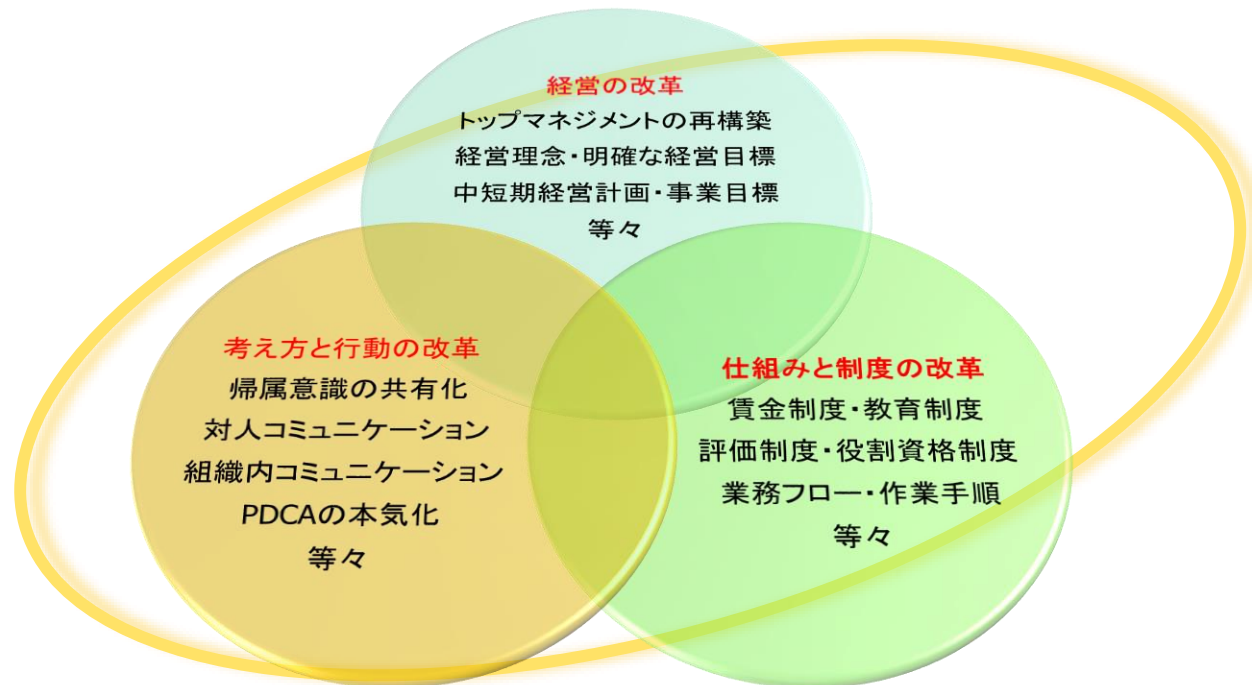 経営の改革
トップマネジメントの再構築
経営理念・明確な経営目標
中短期経営計画・事業目標
等々
考え方と行動の改革
帰属意識の共有化
対人コミュニケーション
組織内コミュニケーション
PDCAの本気化
等々
仕組みと制度の改革
賃金制度・教育制度
評価制度・役割資格制度
業務フロー・作業手順
等々